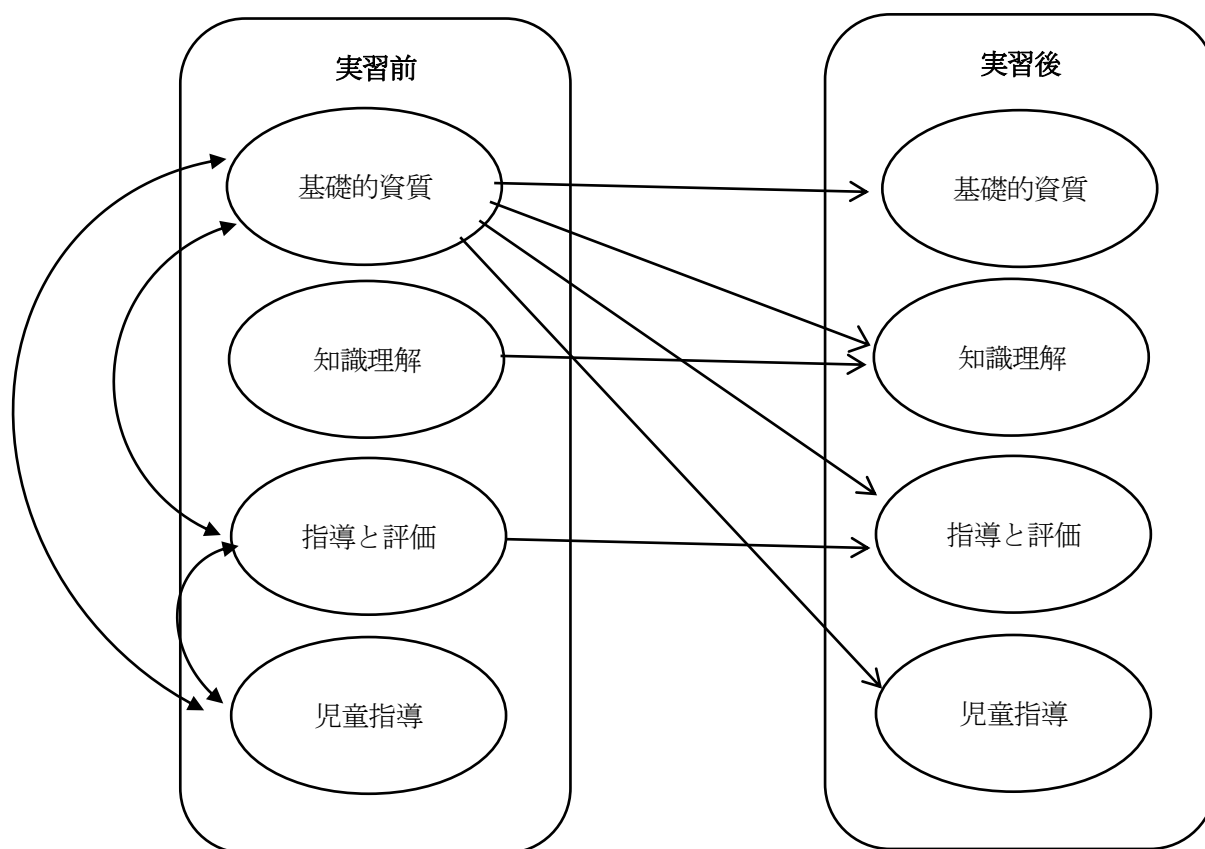 実習前
基礎的資質
知識理解
指導と評価
児童指導
実習後
基礎的資質
知識理解
指導と評価
児童指導